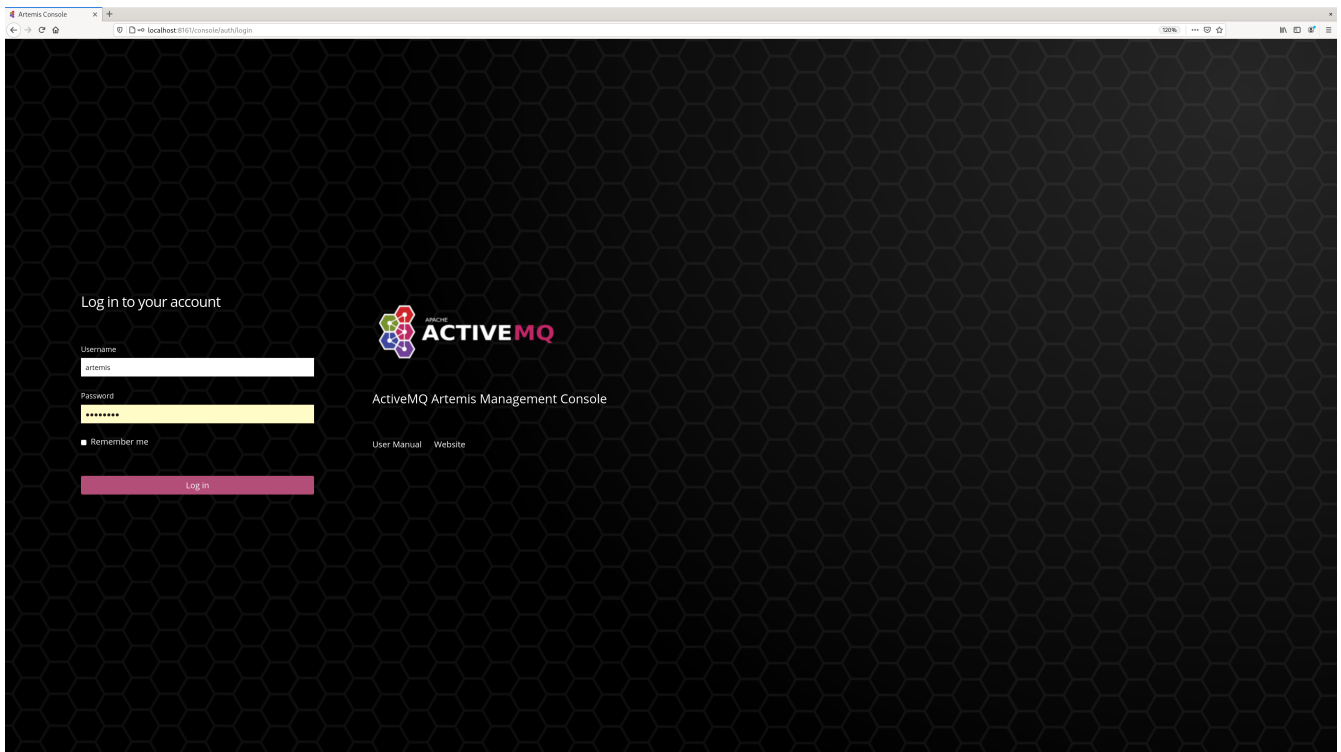 Artemis Console
localhost:8161/console/auth/login
120%
Log in to your account
Username
artemis
Password
••••••••
Remember me
Log in
APACHE
ACTIVEMQ
ActiveMQ Artemis Management Console
User Manual Website